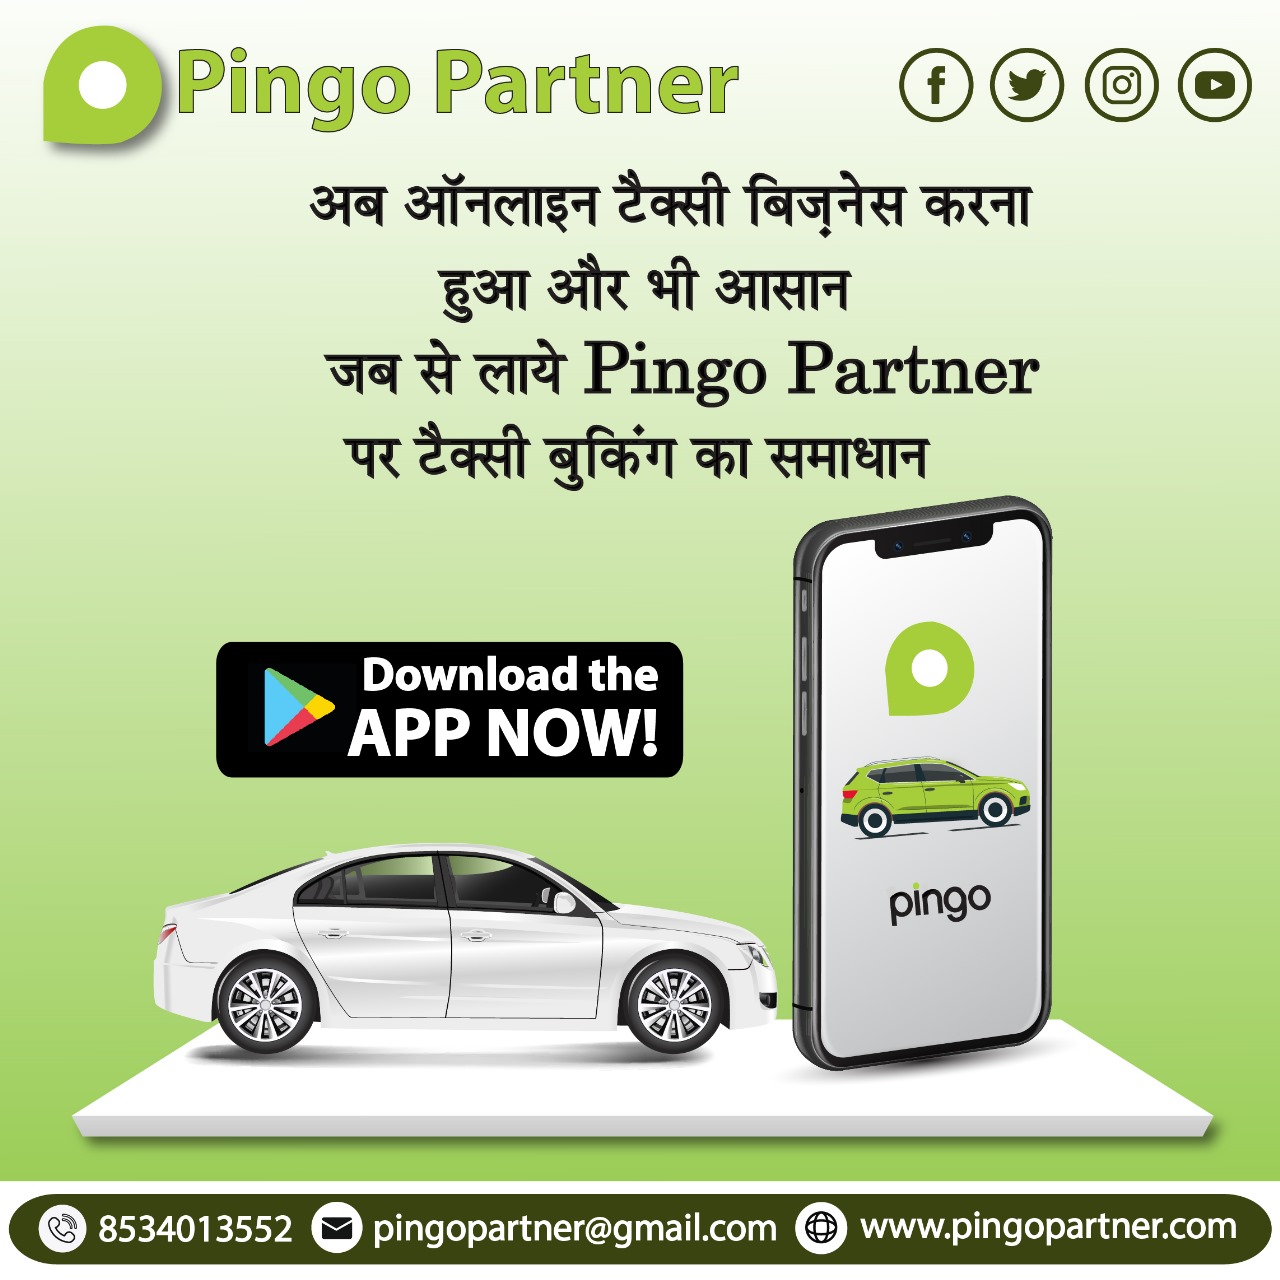 Pingo Partner
अब ऑनलाइन टैक्सी बिज़नेस करना
हुआ और भी आसान
जब से लाये Pingo Partner
पर टैक्सी बुकिंग का समाधान
Download the
APP NOW!
pingo
8534013552 pingopartner@gmail.com www.pingopartner.com